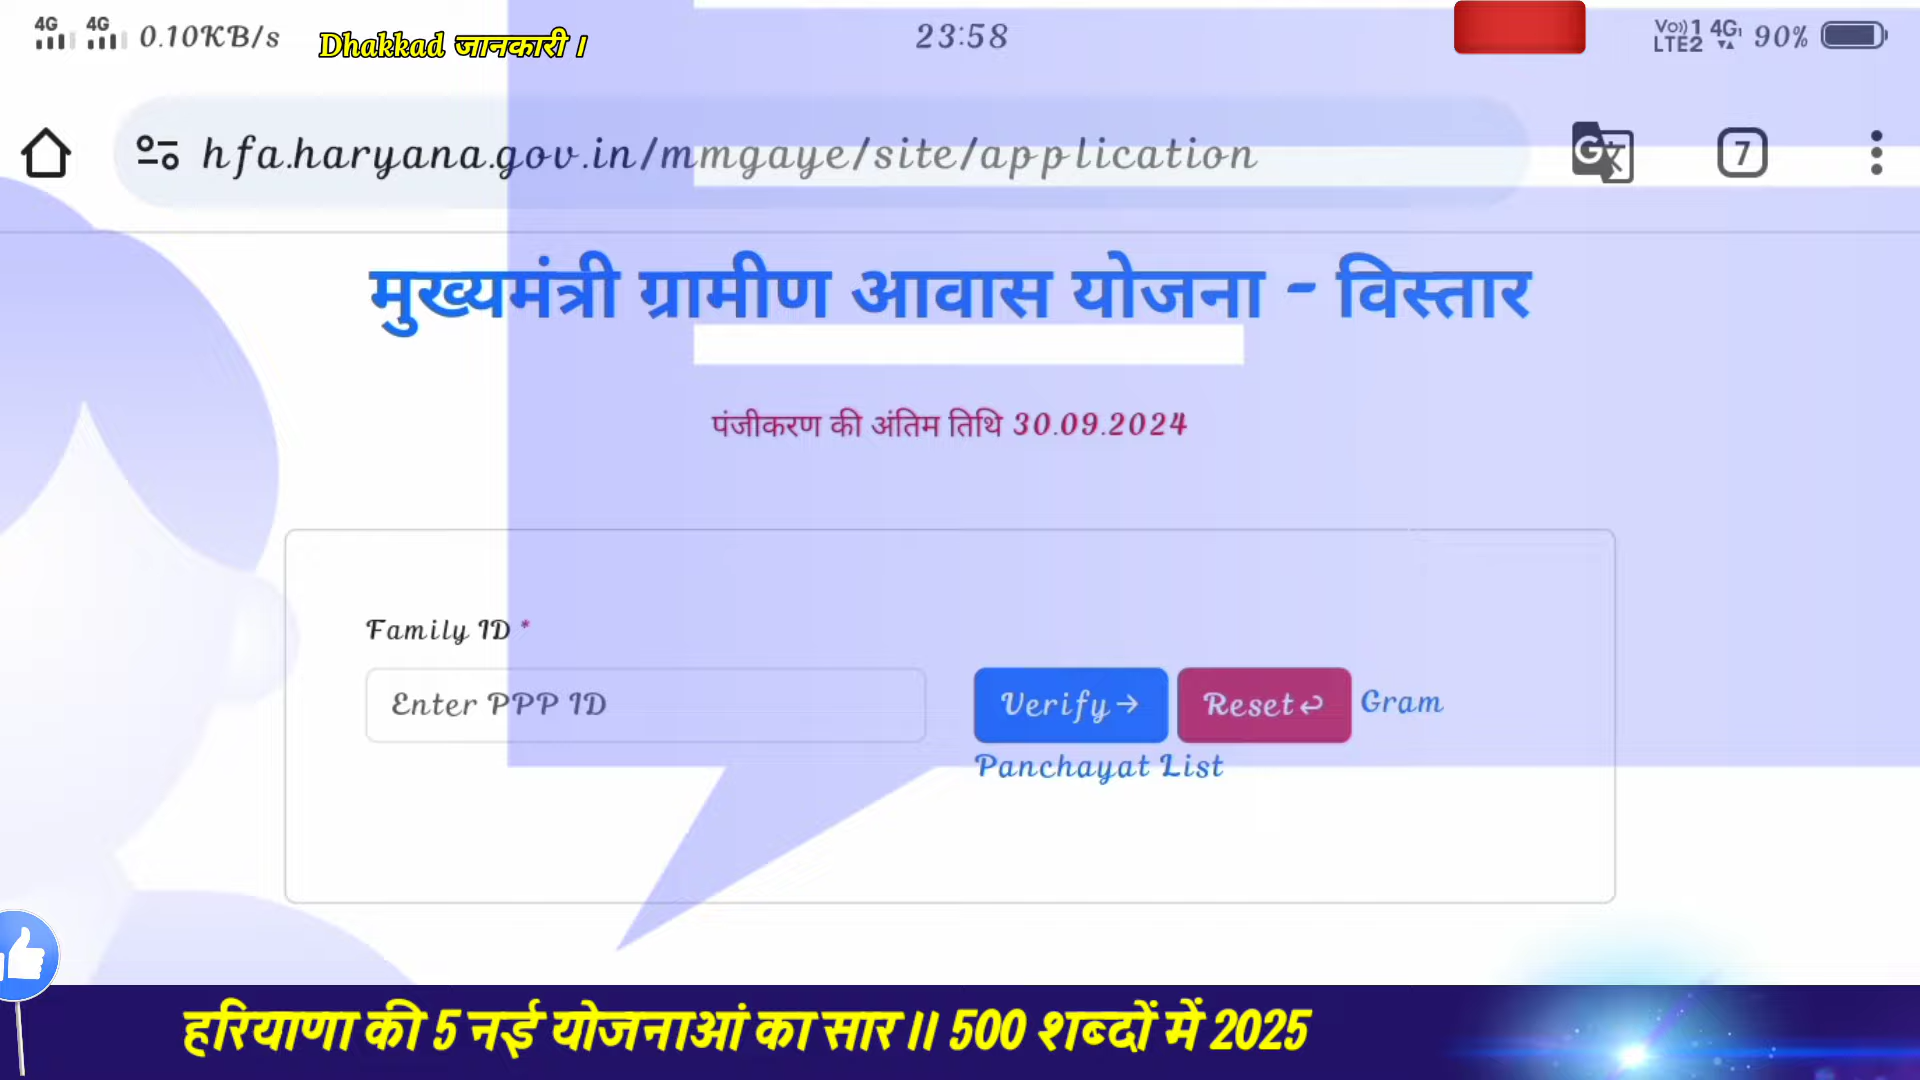 4G 4G 0.10KB/s Dhakkad जानकारी । 23:58 Vo)) 1 4G LTE2 90%
hfa.haryana.gov.in/mmgaye/site/application 7
मुख्यमंत्री ग्रामीण आवास योजना - विस्तार
पंजीकरण की अंतिम तिथि 30.09.2024
Family ID *
Enter PPP ID Verify→ Reset↩ Gram
Panchayat List
हरियाणा की 5 नई योजनाआं का सार॥ 500 शब्दों में 2025